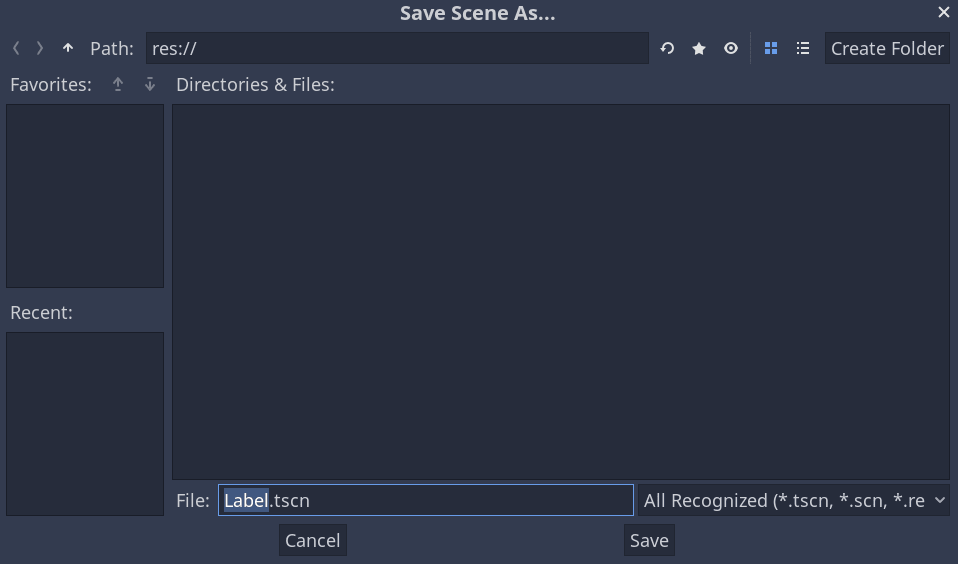 Save Scene As...
Path: res:// Create Folder
Favorites: Directories & Files:
Recent:
File: Label.tscn All Recognized (*.tscn, *.scn, *.re
Cancel Save